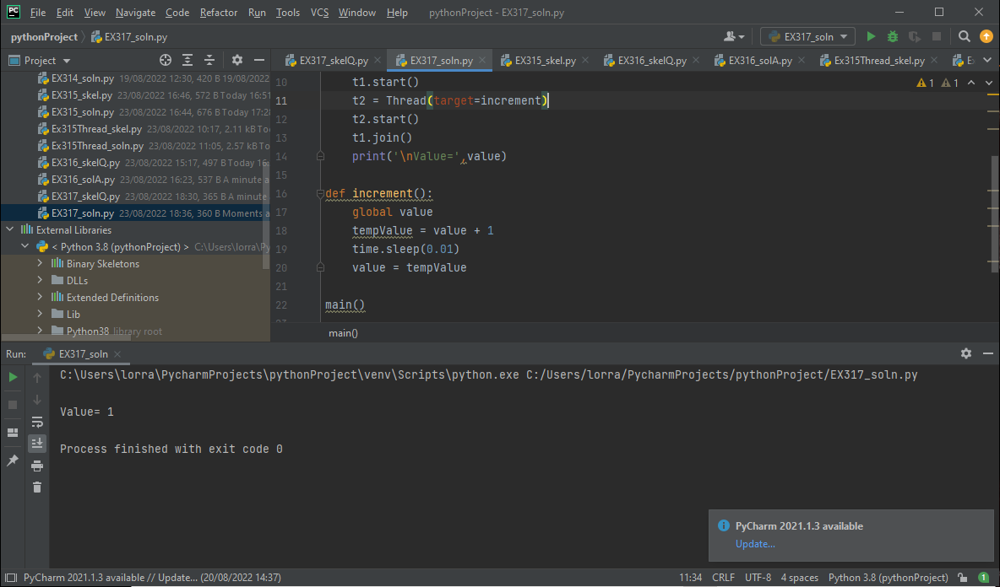 PC File Edit View Navigate Code Refactor Run Tools VCS Window Help pythonProject - EX317_soln.py
pythonProject EX317_soln.py EX317_soln
Project EX317_skelQ.py EX317_soln.py EX315_skel.py EX316_skelQ.py EX316_solA.py Ex315Thread_skel.py
EX314_soln.py 19/08/2022 12:30, 420 B 19/08/2022
EX315_skel.py 23/08/2022 16:46, 572 B Today 16:51
EX315_soln.py 23/08/2022 16:44, 676 B Today 17:28
Ex315Thread_skel.py 23/08/2022 10:17, 2.11 kB To
Ex315Thread_soln.py 23/08/2022 11:05, 2.57 kB To
EX316_skelQ.py 23/08/2022 15:17, 497 B Today 16:
EX316_solA.py 23/08/2022 16:23, 537 B A minute a
EX317_skelQ.py 23/08/2022 18:30, 365 B A minute
EX317_soln.py 23/08/2022 18:36, 360 B Moments a
External Libraries
< Python 3.8 (pythonProject) > C:\Users\lorra\Py
Binary Skeletons
DLLs
Extended Definitions
Lib
Python38 library root
10 t1.start() 1 1
11 t2 = Thread(target=increment)
12 t2.start()
13 t1.join()
14 print('\nValue=',value)
15
16 def increment():
17 global value
18 tempValue = value + 1
19 time.sleep(0.01)
20 value = tempValue
21
22 main()
main()
Run: EX317_soln
C:\Users\lorra\PycharmProjects\pythonProject\venv\Scripts\python.exe C:/Users/lorra/PycharmProjects/pythonProject/EX317_soln.py
Value= 1
Process finished with exit code 0
PyCharm 2021.1.3 available
Update...
PyCharm 2021.1.3 available // Update... (20/08/2022 14:37) 11:34 CRLF UTF-8 4 spaces Python 3.8 (pythonProject) 1